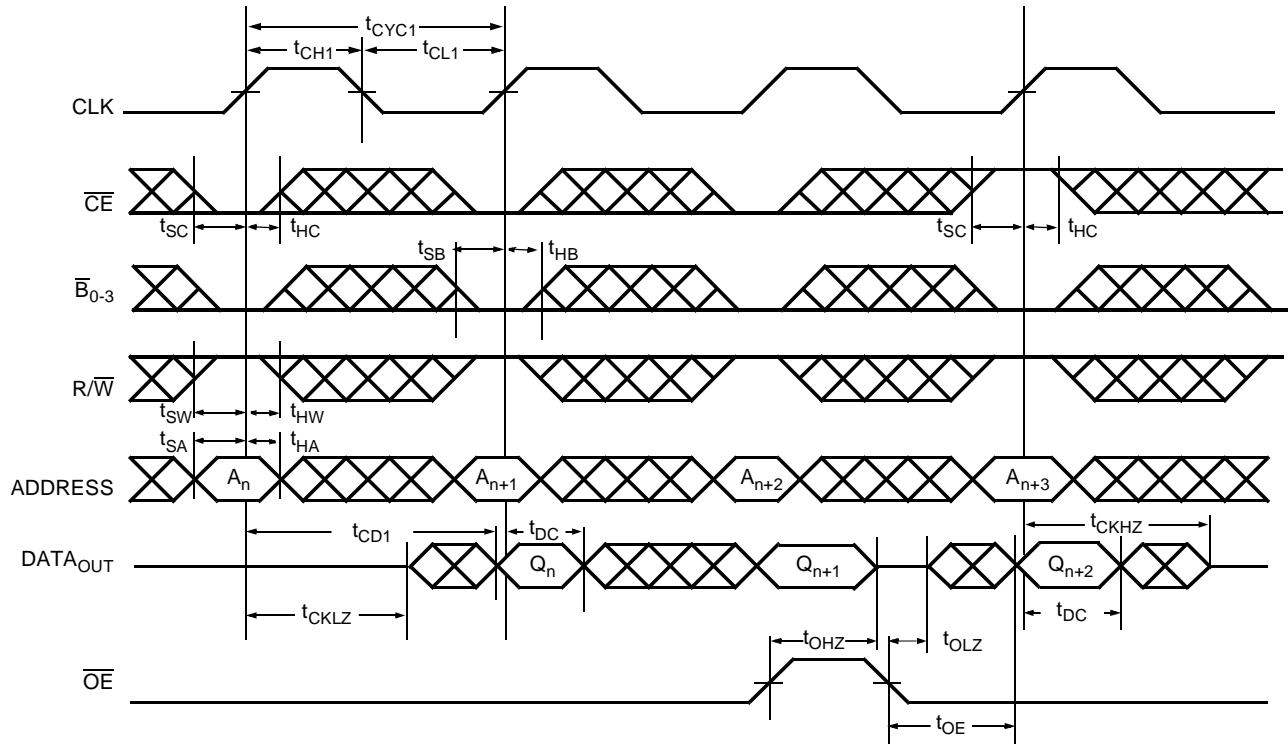 tCYC1
tCH1
tCL1
CLK
CE
tSC
tHC
tSC
tHC
tSB
tHB
B0-3
R/W
tSW
tHW
tSA
tHA
ADDRESS
An
An+1
An+2
An+3
tCD1
tDC
tCKHZ
DATAOUT
Qn
Qn+1
Qn+2
tCKLZ
tDC
tOHZ
tOLZ
OE
tOE